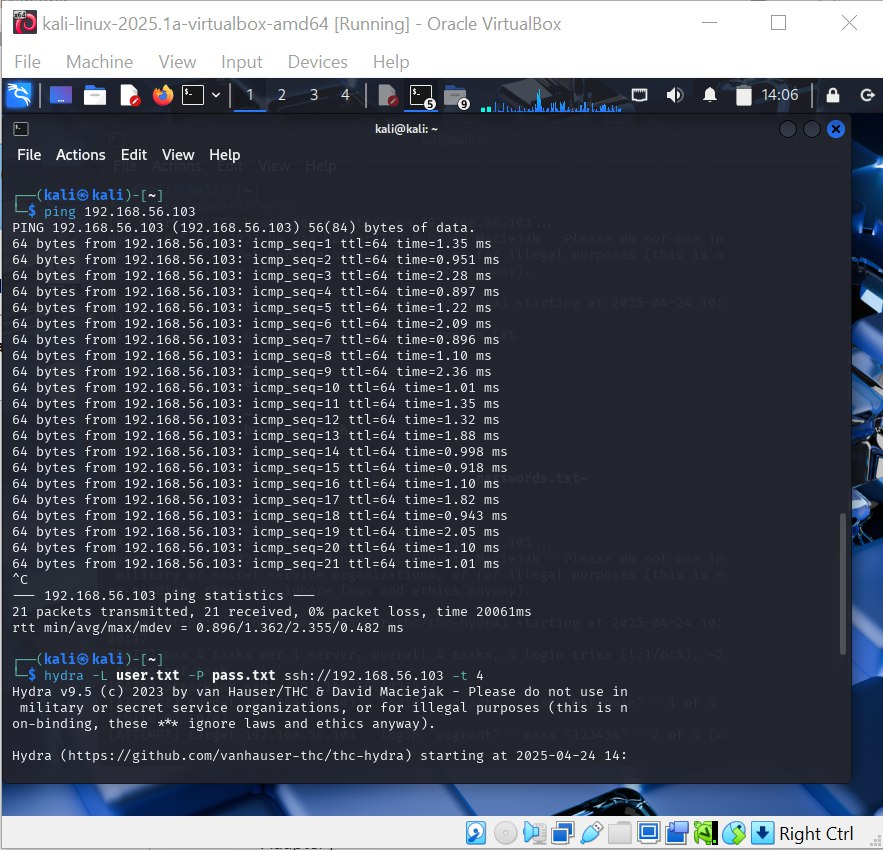 kali-linux-2025.1a-virtualbox-amd64 [Running] - Oracle VirtualBox
File Machine View Input Devices Help
1 2 3 4 5 9 14:06
kali@kali: ~
File Actions Edit View Help
┌──(kali㉿kali)-[~]
└─$ ping 192.168.56.103
PING 192.168.56.103 (192.168.56.103) 56(84) bytes of data.
64 bytes from 192.168.56.103: icmp_seq=1 ttl=64 time=1.35 ms
64 bytes from 192.168.56.103: icmp_seq=2 ttl=64 time=0.951 ms
64 bytes from 192.168.56.103: icmp_seq=3 ttl=64 time=2.28 ms
64 bytes from 192.168.56.103: icmp_seq=4 ttl=64 time=0.897 ms
64 bytes from 192.168.56.103: icmp_seq=5 ttl=64 time=1.22 ms
64 bytes from 192.168.56.103: icmp_seq=6 ttl=64 time=2.09 ms
64 bytes from 192.168.56.103: icmp_seq=7 ttl=64 time=0.896 ms
64 bytes from 192.168.56.103: icmp_seq=8 ttl=64 time=1.10 ms
64 bytes from 192.168.56.103: icmp_seq=9 ttl=64 time=2.36 ms
64 bytes from 192.168.56.103: icmp_seq=10 ttl=64 time=1.01 ms
64 bytes from 192.168.56.103: icmp_seq=11 ttl=64 time=1.35 ms
64 bytes from 192.168.56.103: icmp_seq=12 ttl=64 time=1.32 ms
64 bytes from 192.168.56.103: icmp_seq=13 ttl=64 time=1.88 ms
64 bytes from 192.168.56.103: icmp_seq=14 ttl=64 time=0.998 ms
64 bytes from 192.168.56.103: icmp_seq=15 ttl=64 time=0.918 ms
64 bytes from 192.168.56.103: icmp_seq=16 ttl=64 time=1.10 ms
64 bytes from 192.168.56.103: icmp_seq=17 ttl=64 time=1.82 ms
64 bytes from 192.168.56.103: icmp_seq=18 ttl=64 time=0.943 ms
64 bytes from 192.168.56.103: icmp_seq=19 ttl=64 time=2.05 ms
64 bytes from 192.168.56.103: icmp_seq=20 ttl=64 time=1.10 ms
64 bytes from 192.168.56.103: icmp_seq=21 ttl=64 time=1.01 ms
^C
--- 192.168.56.103 ping statistics ---
21 packets transmitted, 21 received, 0% packet loss, time 20061ms
rtt min/avg/max/mdev = 0.896/1.362/2.355/0.482 ms
┌──(kali㉿kali)-[~]
└─$ hydra -L user.txt -P pass.txt ssh://192.168.56.103 -t 4
Hydra v9.5 (c) 2023 by van Hauser/THC & David Maciejak - Please do not use in
military or secret service organizations, or for illegal purposes (this is n
on-binding, these *** ignore laws and ethics anyway).
Hydra (https://github.com/vanhauser-thc/thc-hydra) starting at 2025-04-24 14:
Right Ctrl